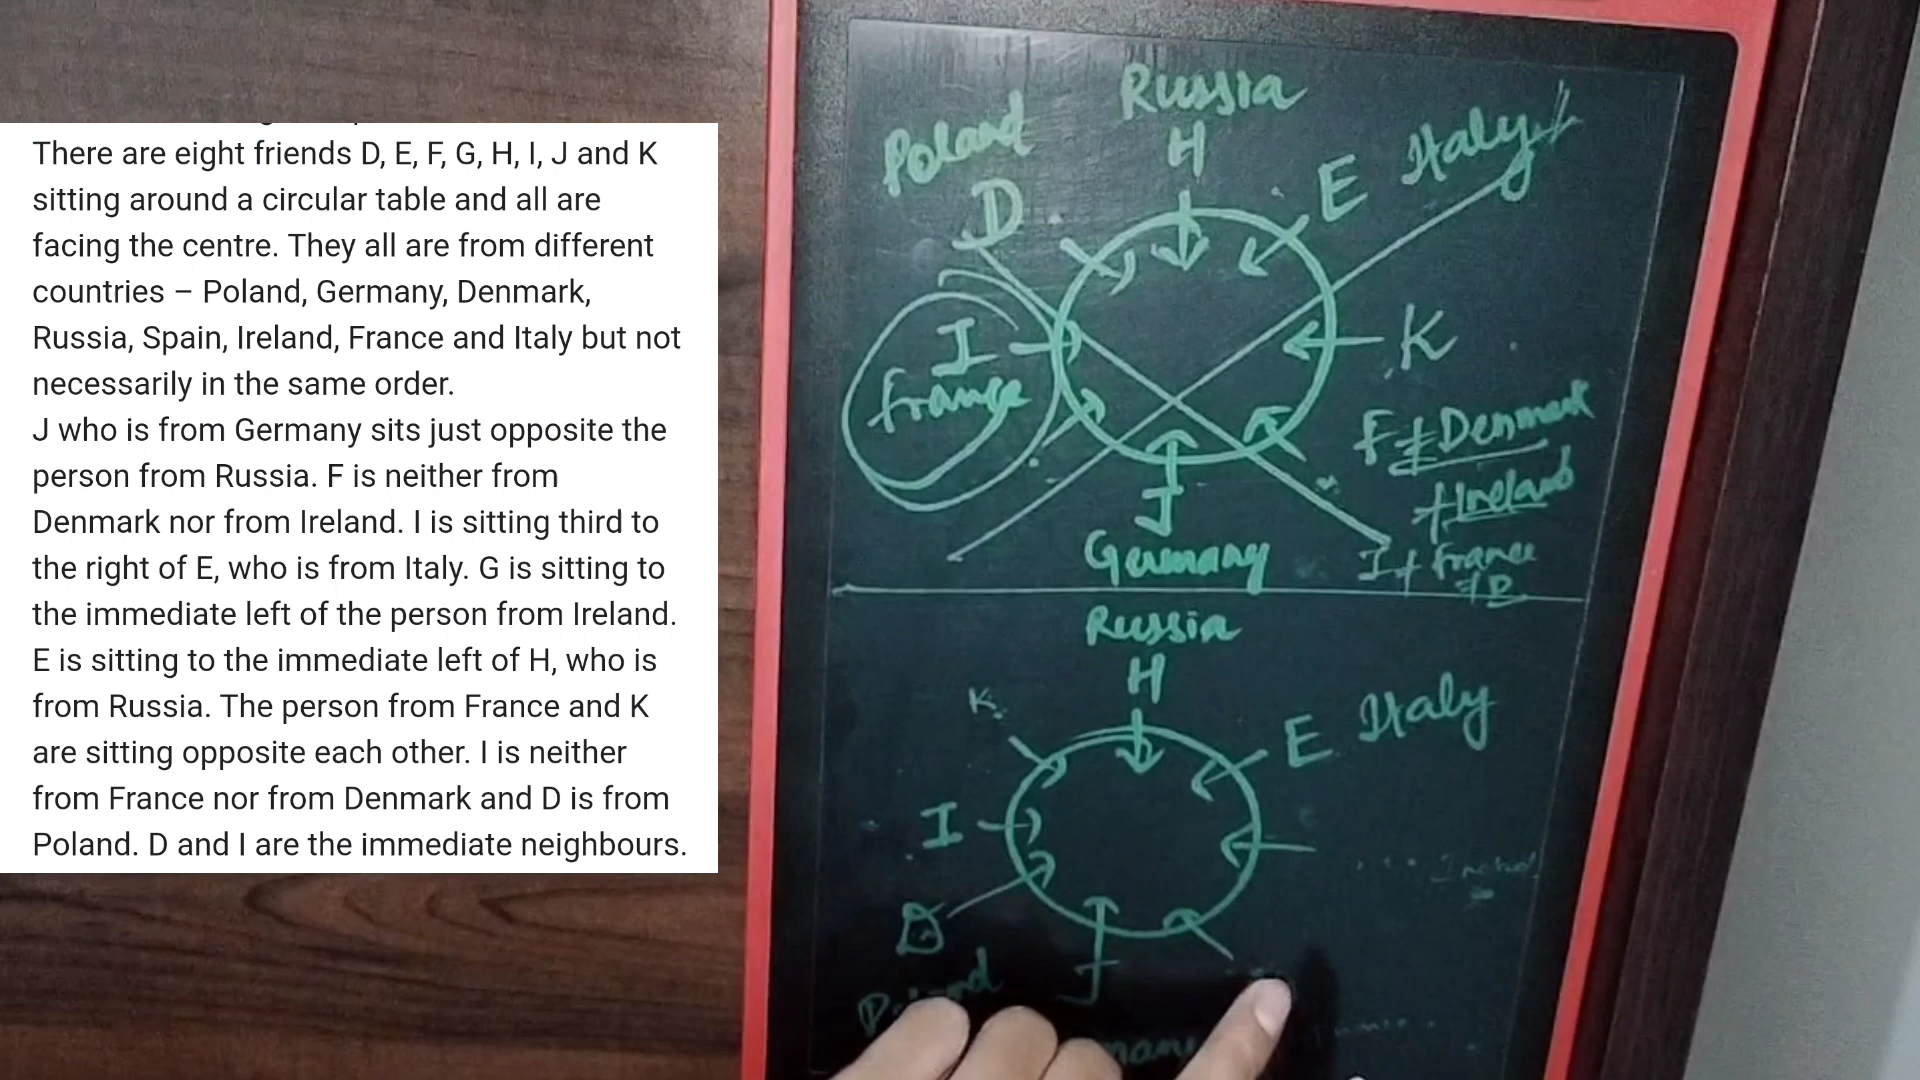 There are eight friends D, E, F, G, H, I, J and K
sitting around a circular table and all are
facing the centre. They all are from different
countries – Poland, Germany, Denmark,
Russia, Spain, Ireland, France and Italy but not
necessarily in the same order.
J who is from Germany sits just opposite the
person from Russia. F is neither from
Denmark nor from Ireland. I is sitting third to
the right of E, who is from Italy. G is sitting to
the immediate left of the person from Ireland.
E is sitting to the immediate left of H, who is
from Russia. The person from France and K
are sitting opposite each other. I is neither
from France nor from Denmark and D is from
Poland. D and I are the immediate neighbours.
Russia
Poland
H
Italy
E
D
I
K
France
F ≠ Denmark
≠ Ireland
J
Germany
I ≠ France
≠ D
Russia
H
K
E Italy
I
D
J